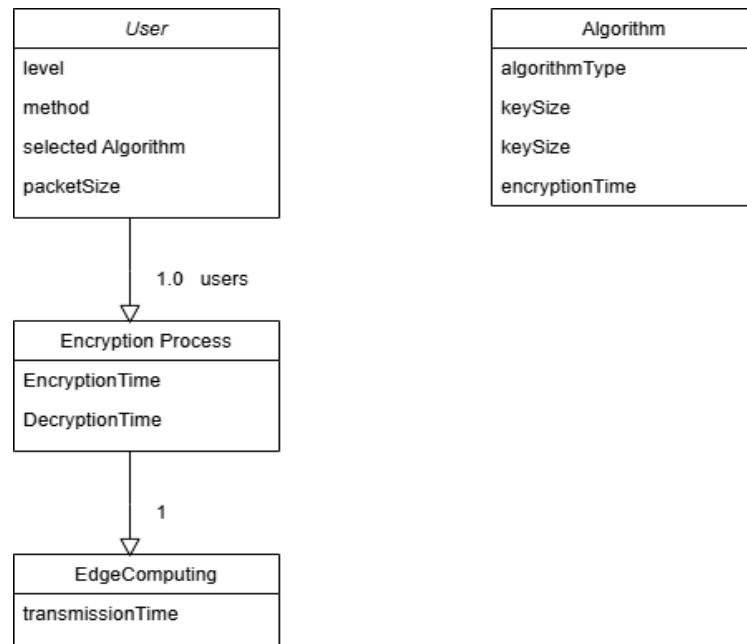 User
level
method
selected Algorithm
packetSize
Algorithm
algorithmType
keySize
keySize
encryptionTime
1.0 users
Encryption Process
EncryptionTime
DecryptionTime
1
EdgeComputing
transmissionTime